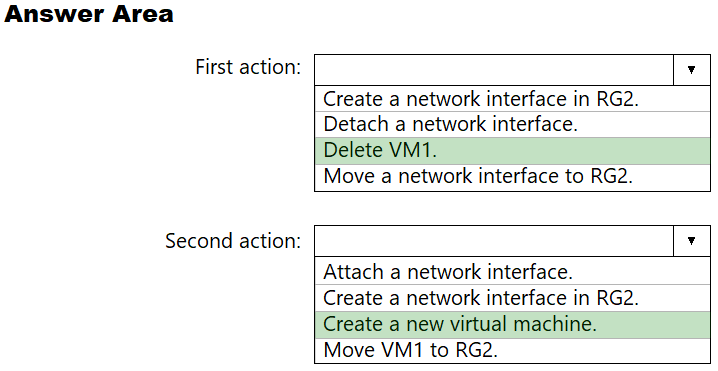 Answer Area
First action:
Create a network interface in RG2.
Detach a network interface.
Delete VM1.
Move a network interface to RG2.
Second action:
Attach a network interface.
Create a network interface in RG2.
Create a new virtual machine.
Move VM1 to RG2.